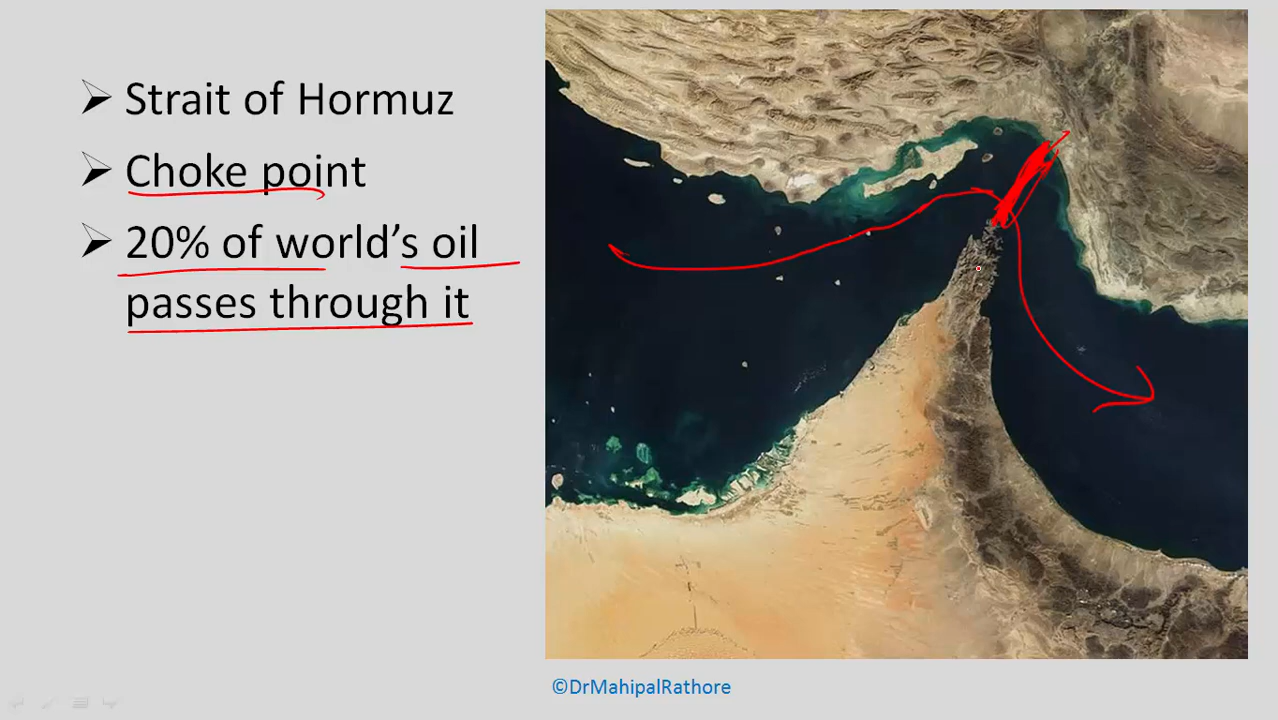 Strait of Hormuz
Choke point
20% of world's oil
passes through it
©DrMahipalRathore